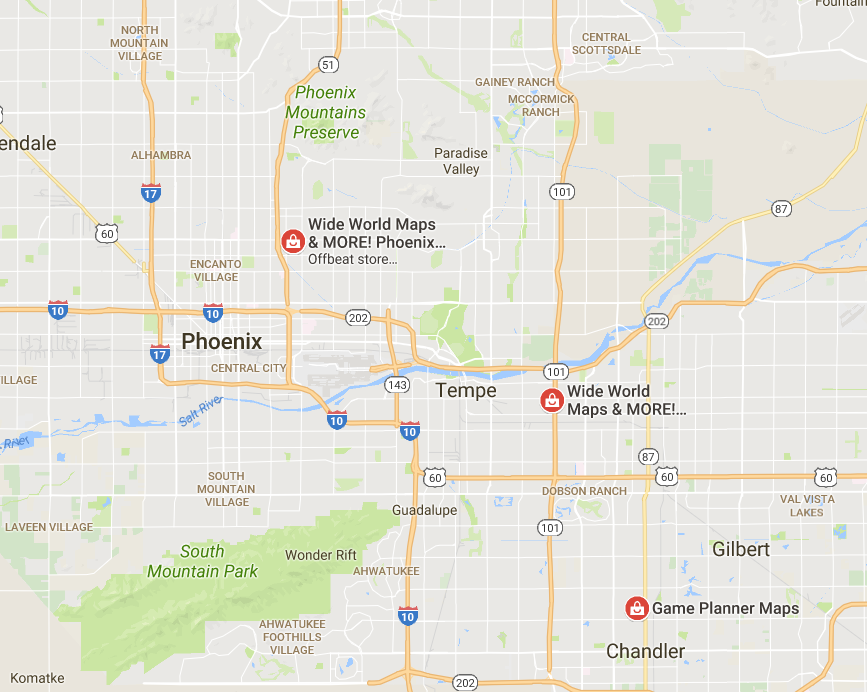 Fountain
NORTH
MOUNTAIN
VILLAGE
CENTRAL
SCOTTSDALE
51
GAINEY RANCH
Phoenix
Mountains
Preserve
MCCORMICK
RANCH
endale
ALHAMBRA
Paradise
Valley
17
101
87
60
Wide World Maps
& MORE! Phoenix...
Offbeat store...
ENCANTO
VILLAGE
10
10
202
202
Phoenix
17
CENTRAL CITY
101
VILLAGE
143
Tempe
Wide World
Maps & MORE!...
Salt River
10
10
River
87
60
60
60
SOUTH
MOUNTAIN
VILLAGE
DOBSON RANCH
VAL VISTA
LAKES
Guadalupe
LAVEEN VILLAGE
101
South
Mountain Park
Wonder Rift
Gilbert
AHWATUKEE
10
Game Planner Maps
AHWATUKEE
FOOTHILLS
VILLAGE
Chandler
Komatke
202